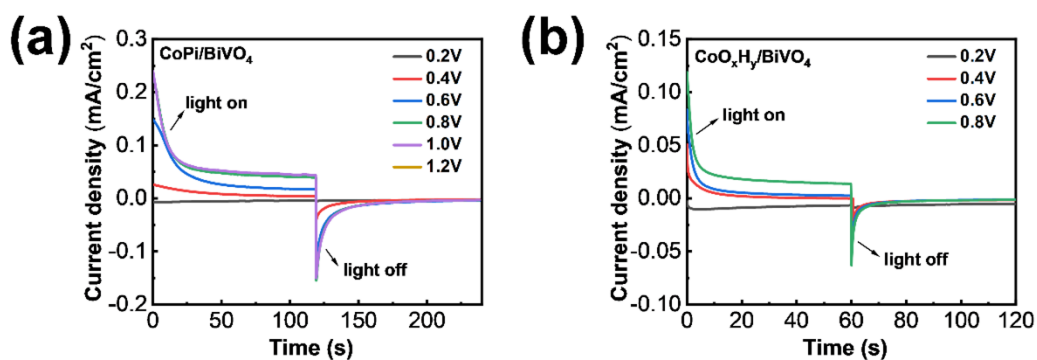 (a)
CoPi/BiVO₄
0.2V
0.4V
0.6V
0.8V
1.0V
1.2V
light on
light off
0.3
0.2
0.1
0.0
-0.1
-0.2
0 50 100 150 200
Current density (mA/cm²)
Time (s)
(b)
CoOₓHᵧ/BiVO₄
0.2V
0.4V
0.6V
0.8V
light on
light off
0.15
0.10
0.05
0.00
-0.05
-0.10
0 20 40 60 80 100 120
Current density (mA/cm²)
Time (s)